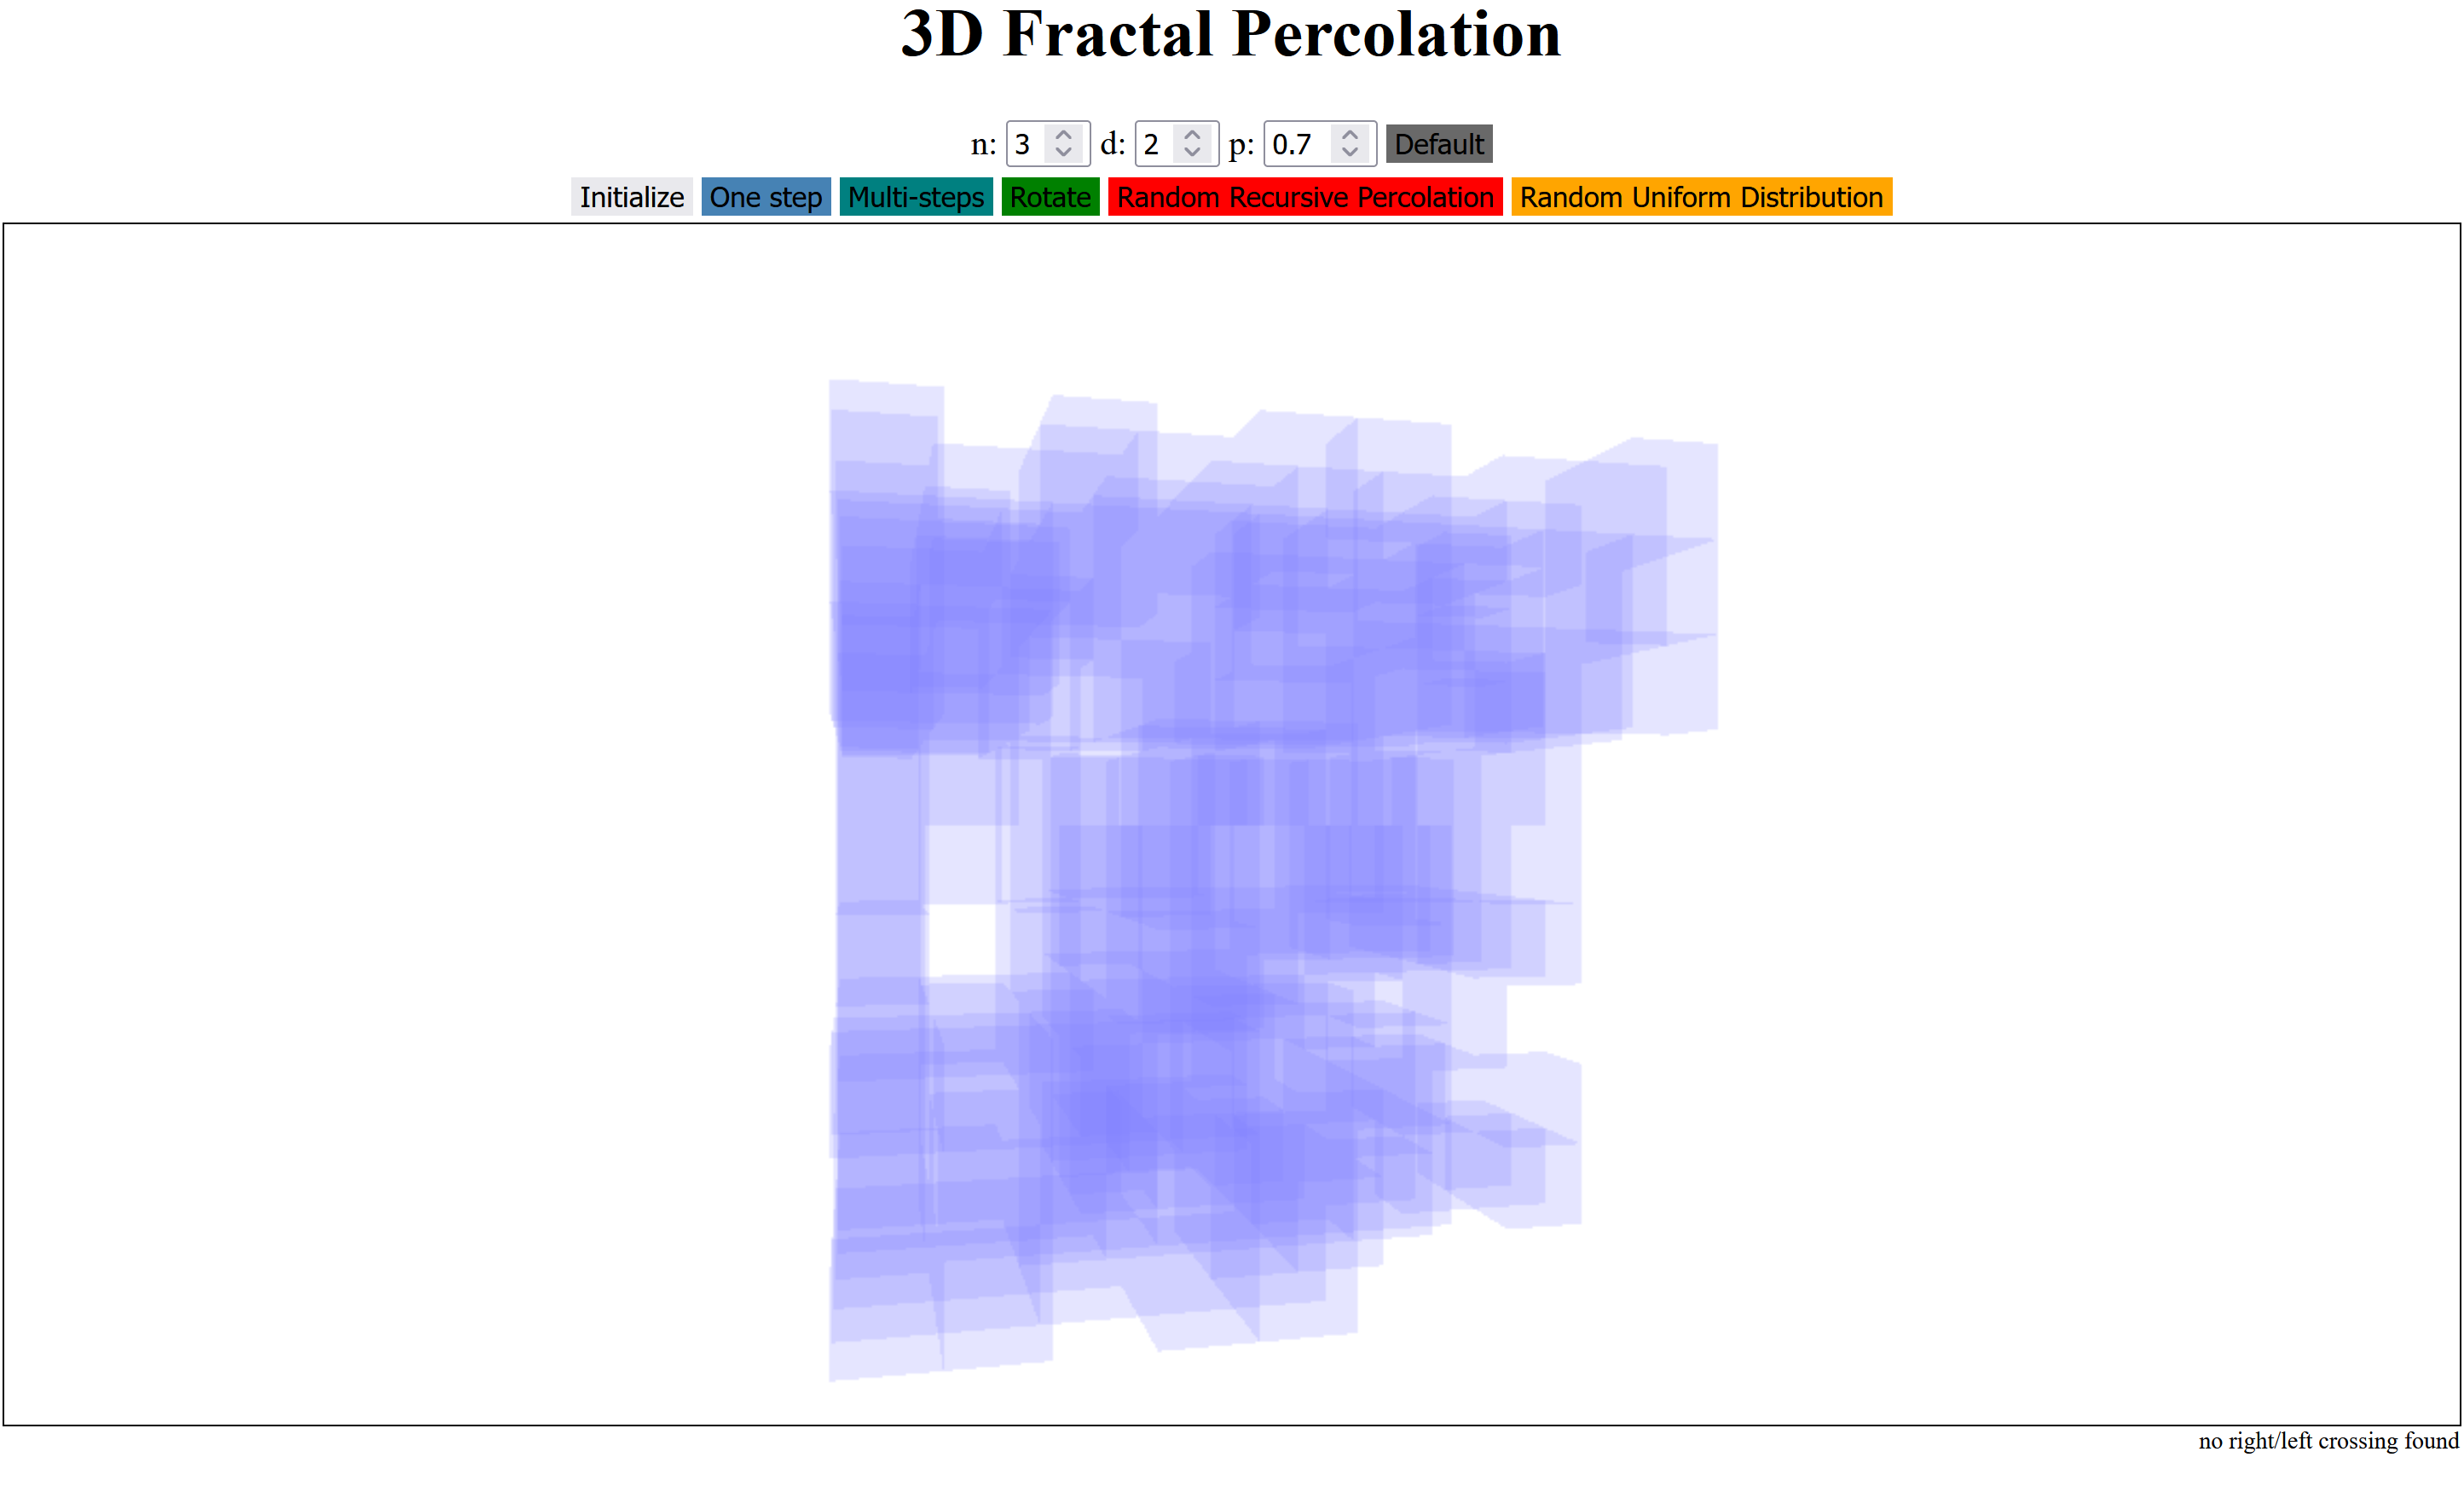 3D Fractal Percolation
n: 3 d: 2 p: 0.7 Default
Initialize One step Multi-steps Rotate Random Recursive Percolation Random Uniform Distribution
no right/left crossing found